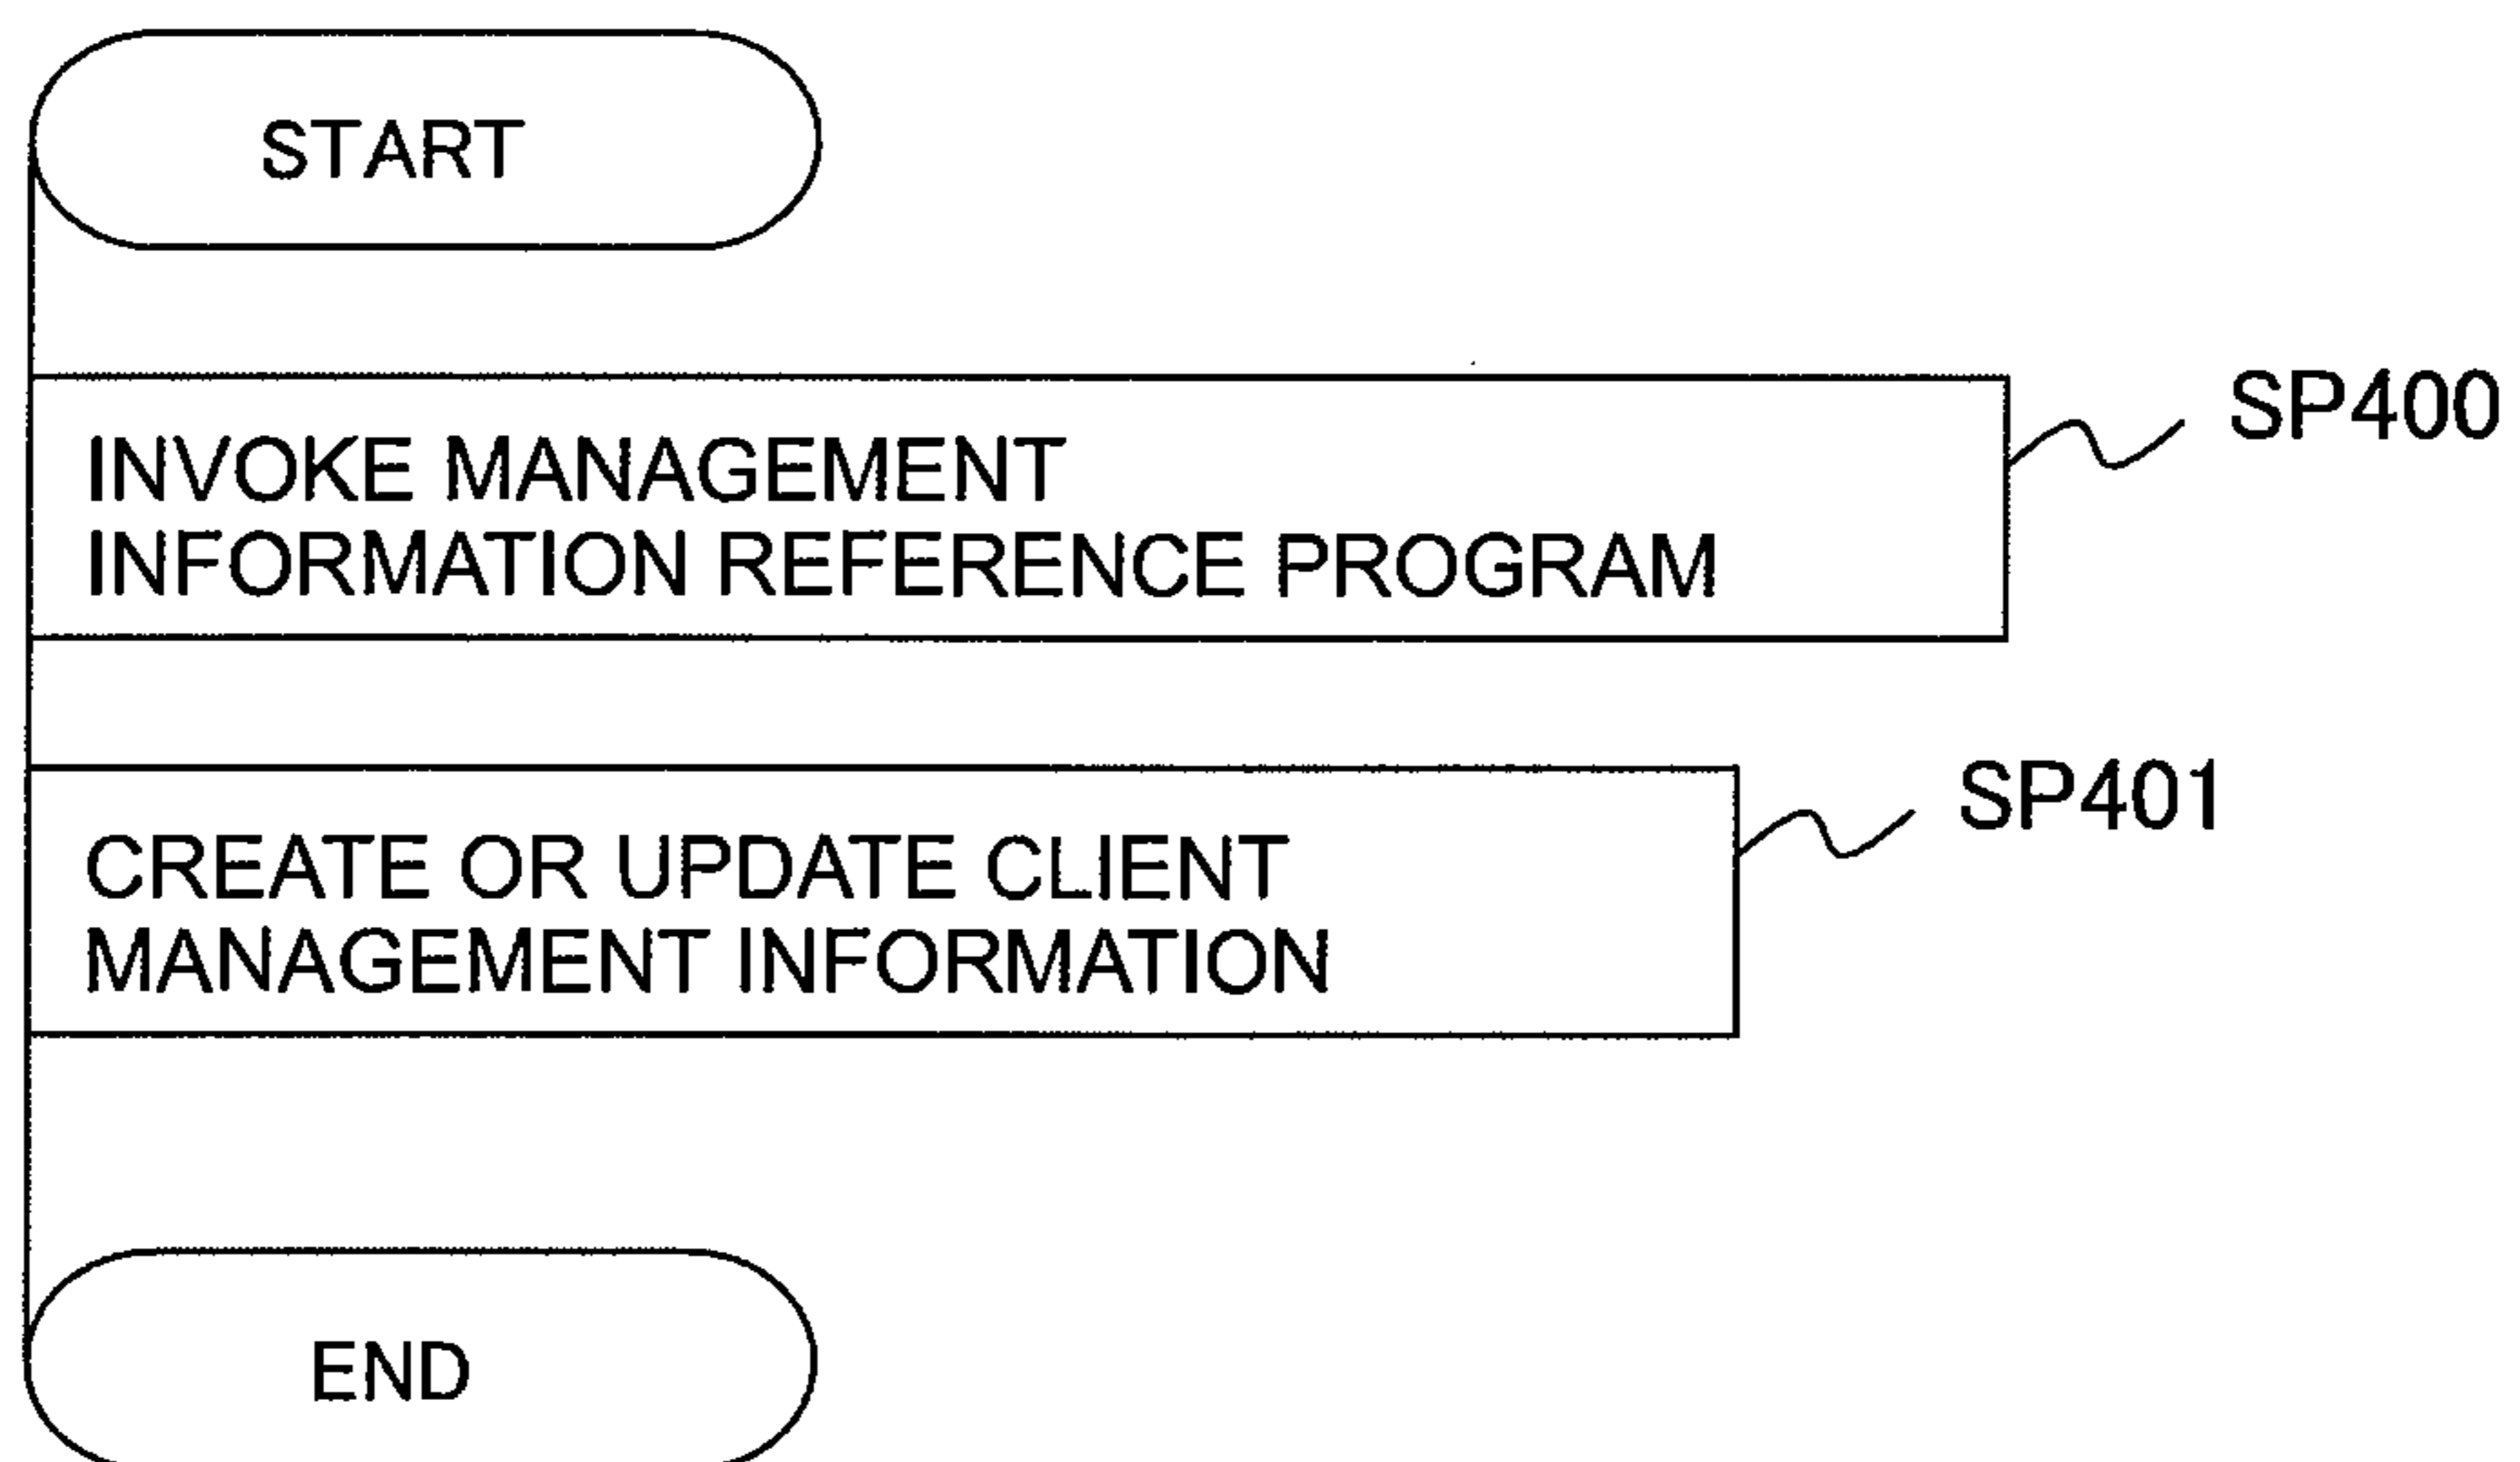 START
SP400
INVOKE MANAGEMENT
INFORMATION REFERENCE PROGRAM
SP401
CREATE OR UPDATE CLIENT
MANAGEMENT INFORMATION
END